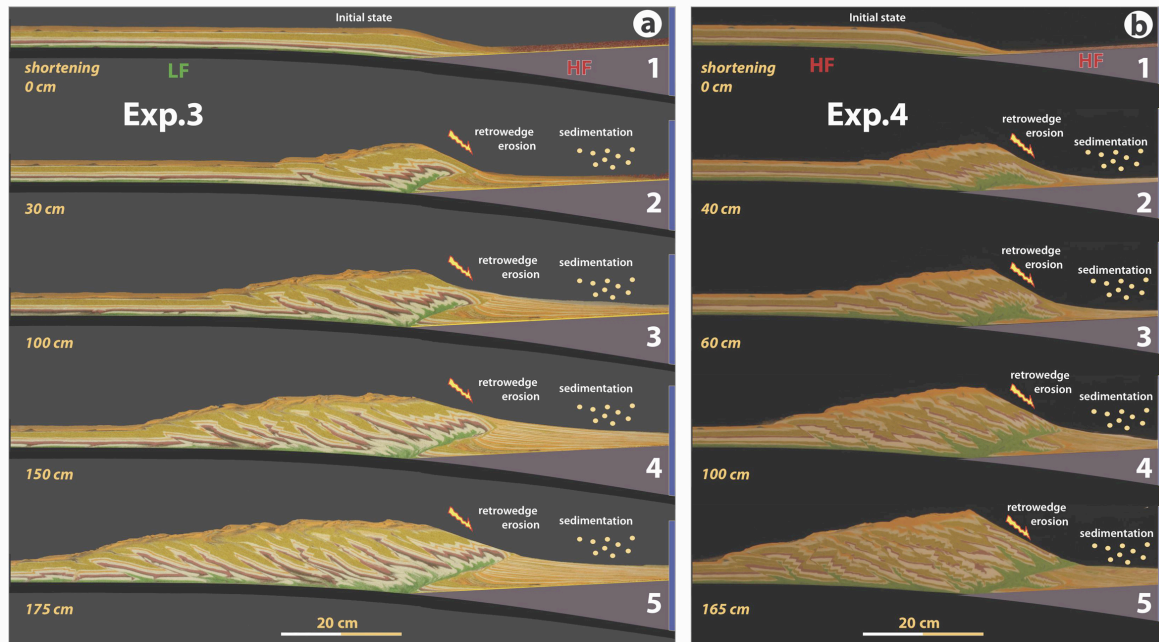 Initial state
a
shortening
0 cm
LF
HF
1
Exp.3
retrowedge
erosion
sedimentation
30 cm
2
retrowedge
erosion
sedimentation
100 cm
3
retrowedge
erosion
sedimentation
150 cm
4
retrowedge
erosion
sedimentation
175 cm
5
20 cm
Initial state
b
shortening
0 cm
HF
HF
1
Exp.4
retrowedge
erosion
sedimentation
40 cm
2
retrowedge
erosion
sedimentation
60 cm
3
retrowedge
erosion
sedimentation
100 cm
4
retrowedge
erosion
sedimentation
165 cm
5
20 cm